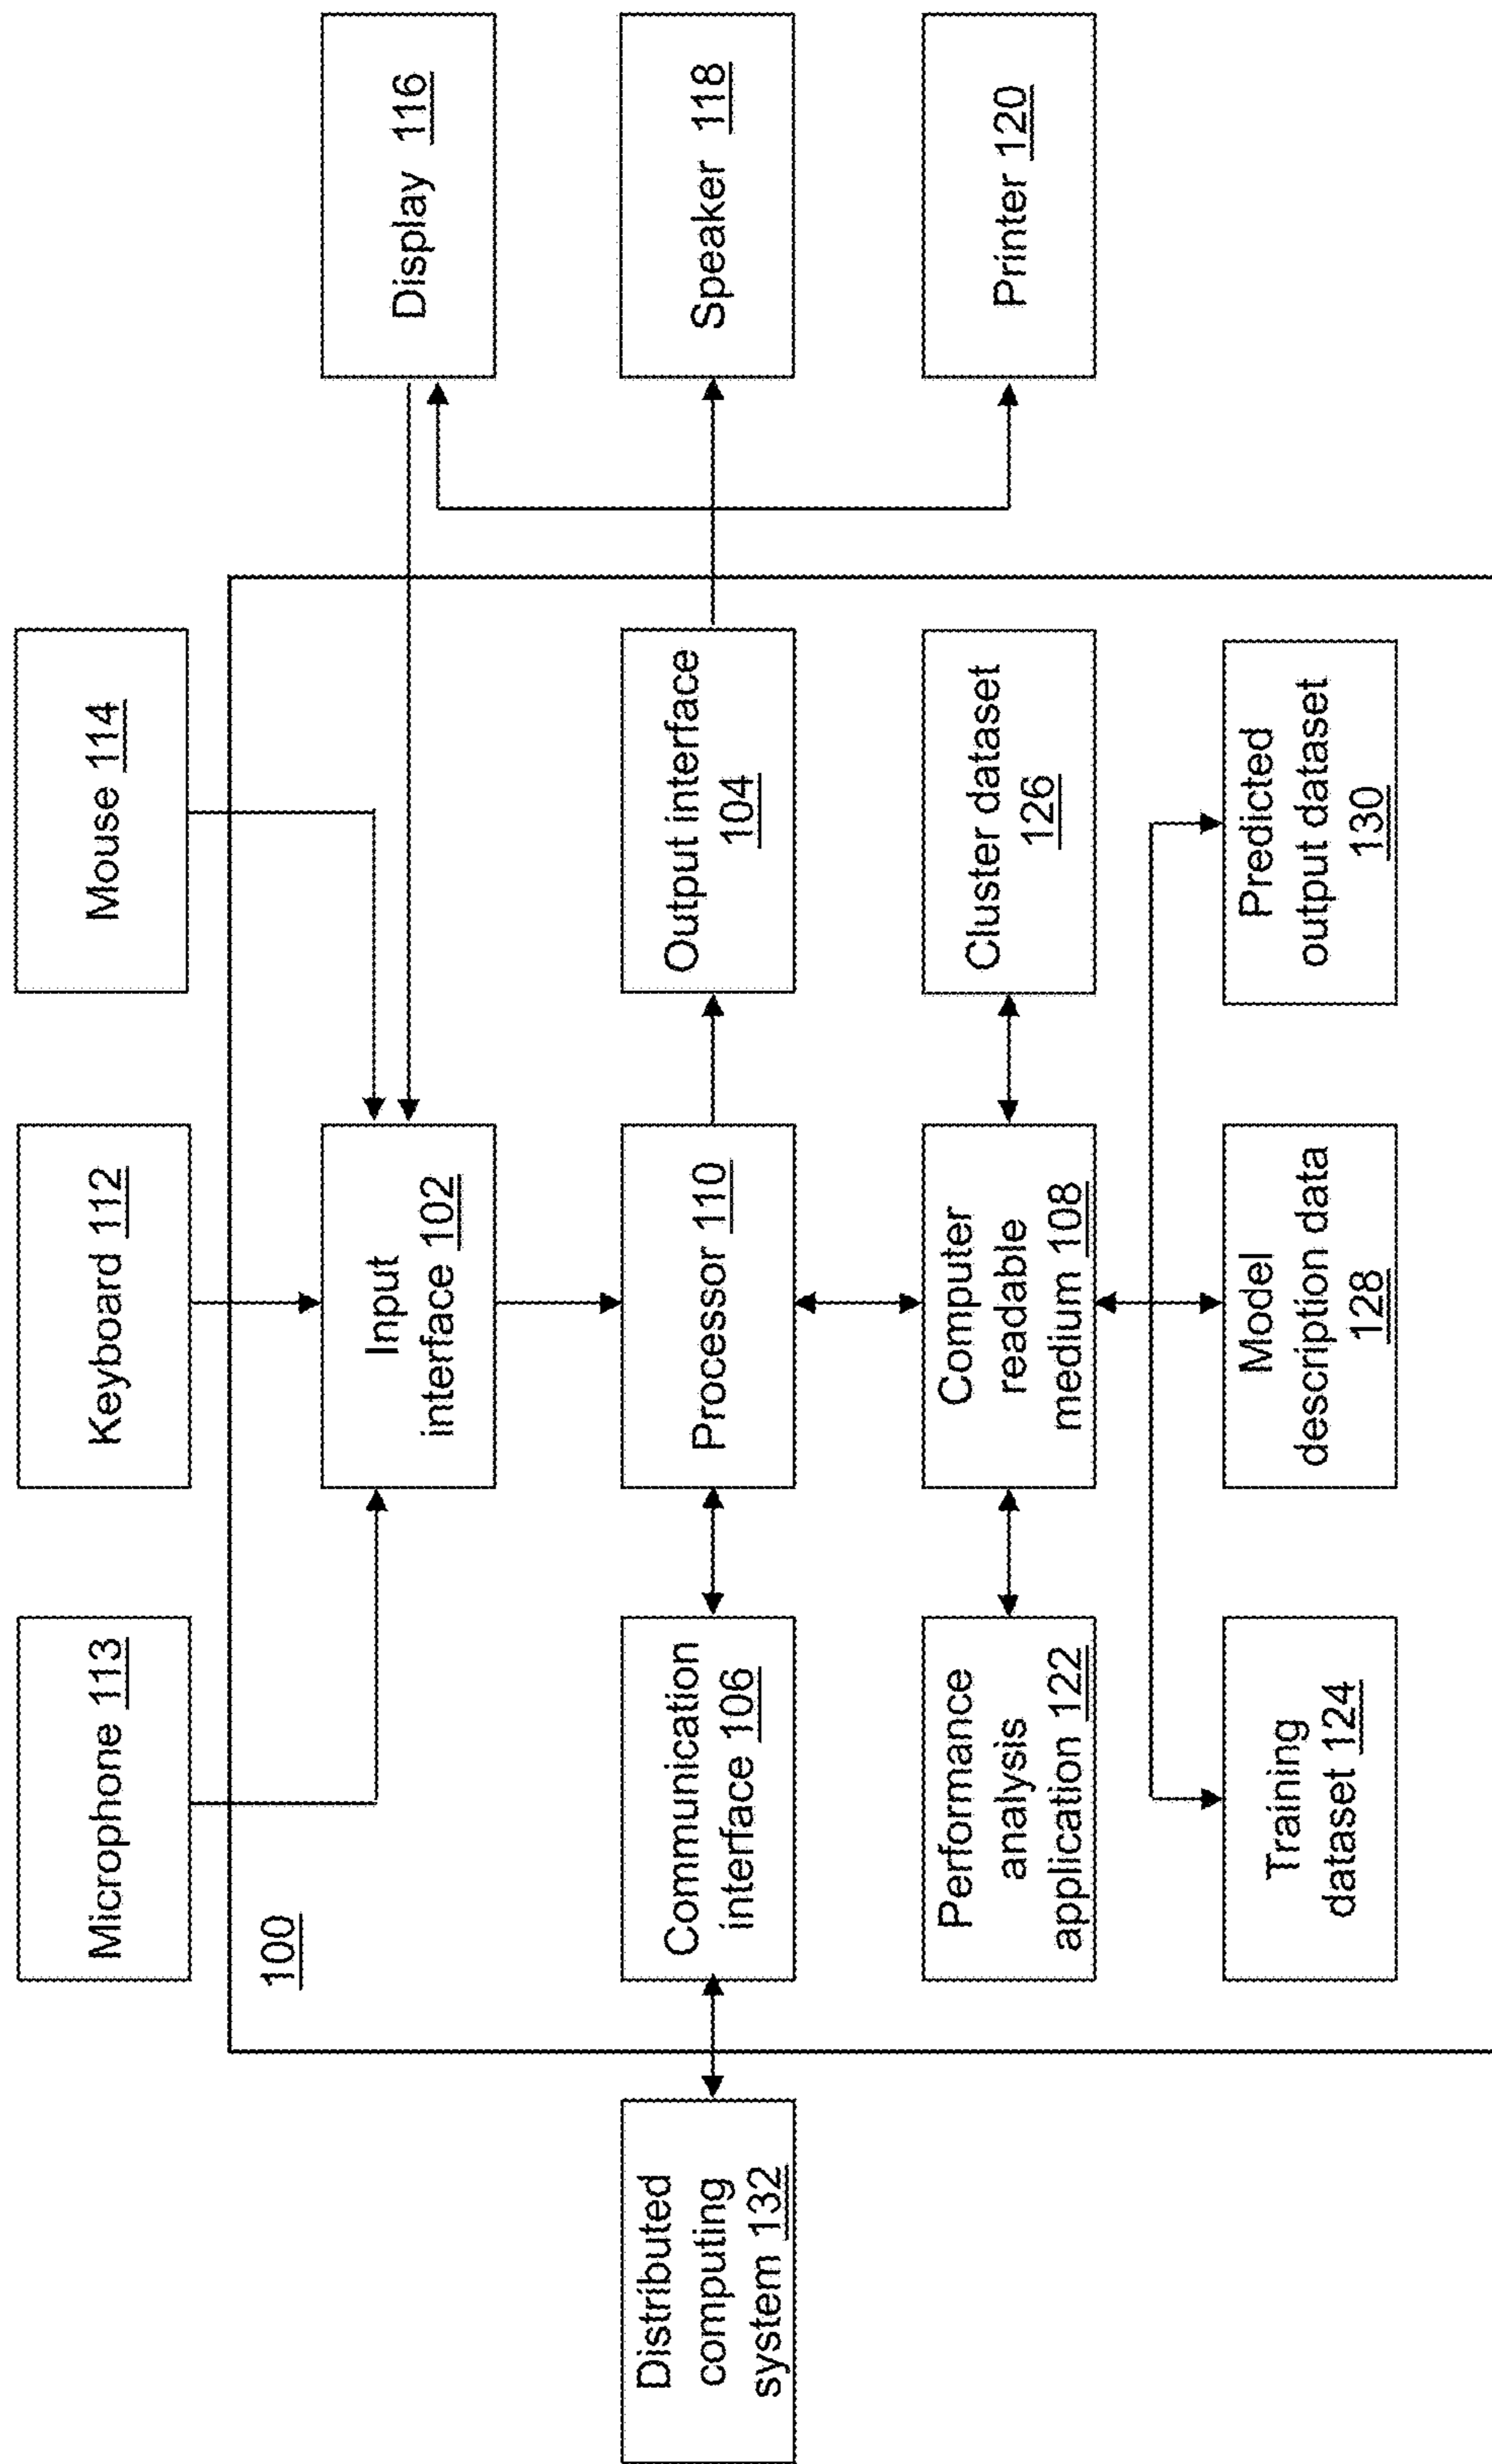 Microphone 113
Keyboard 112
Mouse 114
100
Input
interface 102
Display 116
Distributed
computing
system 132
Communication
interface 106
Processor 110
Output interface
104
Speaker 118
Performance
analysis
application 122
Computer
readable
medium 108
Cluster dataset
126
Printer 120
Training
dataset 124
Model
description data
128
Predicted
output dataset
130